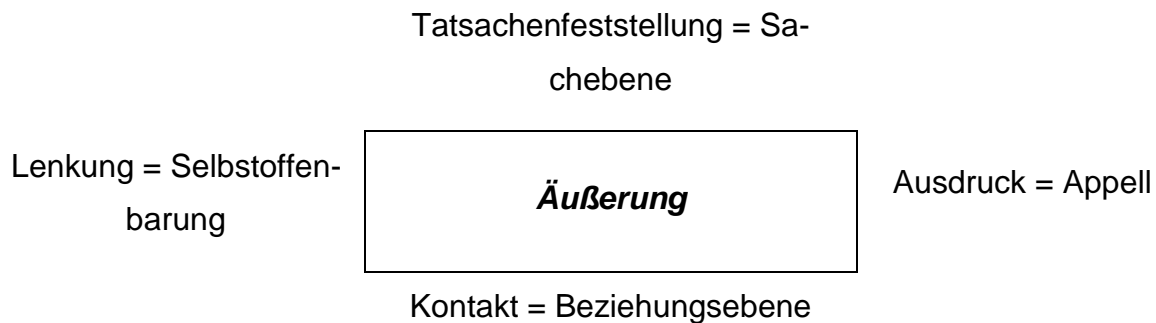 Tatsachenfeststellung = Sa-
chebene
Lenkung = Selbstoffen-
barung
Äußerung
Ausdruck = Appell
Kontakt = Beziehungsebene